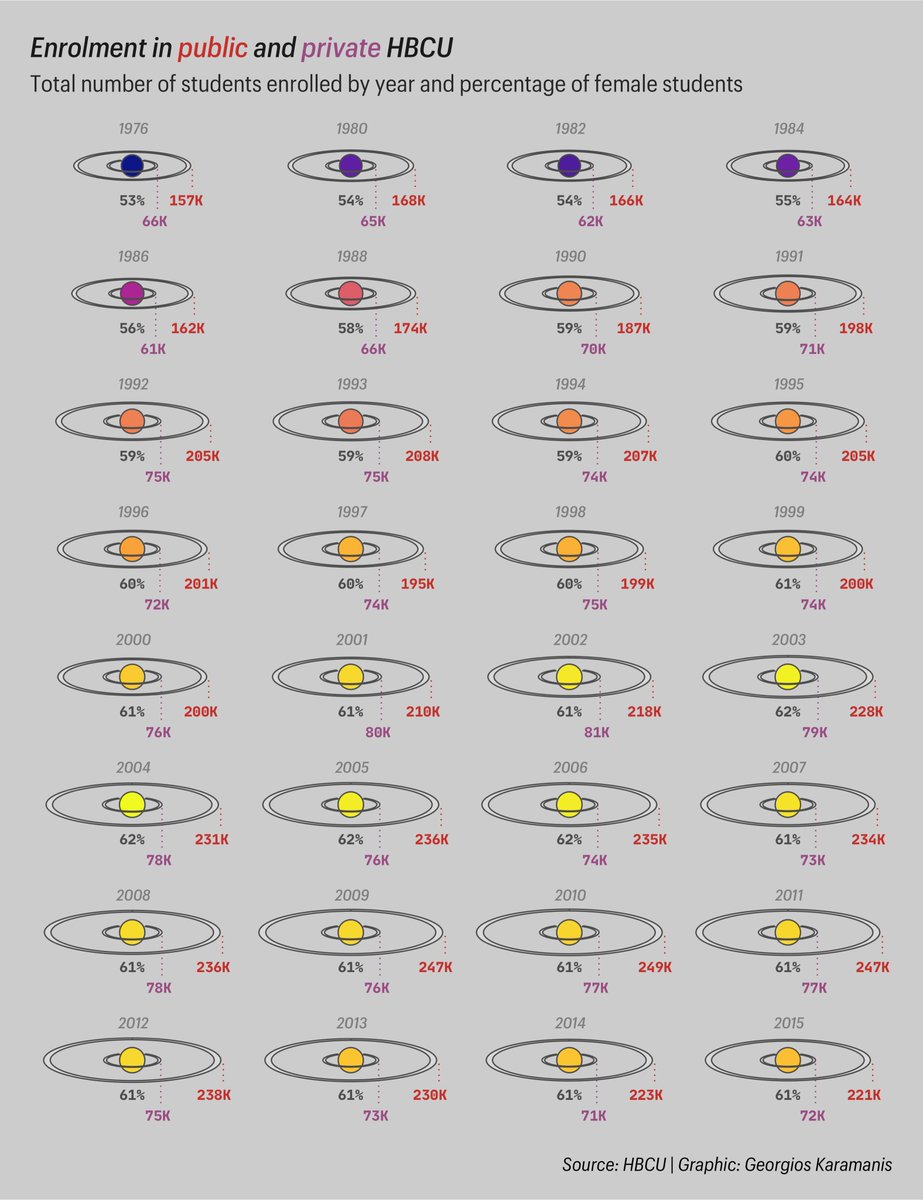 Enrolment in public and private HBCU
Total number of students enrolled by year and percentage of female students
1976 1980 1982 1984
53% 157K 54% 168K 54% 166K 55% 164K
66K 65K 62K 63K
1986 1988 1990 1991
56% 162K 58% 174K 59% 187K 59% 198K
61K 66K 70K 71K
1992 1993 1994 1995
59% 205K 59% 208K 59% 207K 60% 205K
75K 75K 74K 74K
1996 1997 1998 1999
60% 201K 60% 195K 60% 199K 61% 200K
72K 74K 75K 74K
2000 2001 2002 2003
61% 200K 61% 210K 61% 218K 62% 228K
76K 80K 81K 79K
2004 2005 2006 2007
62% 231K 62% 236K 62% 235K 61% 234K
78K 76K 74K 73K
2008 2009 2010 2011
61% 236K 61% 247K 61% 249K 61% 247K
78K 76K 77K 77K
2012 2013 2014 2015
61% 238K 61% 230K 61% 223K 61% 221K
75K 73K 71K 72K
Source: HBCU | Graphic: Georgios Karamanis